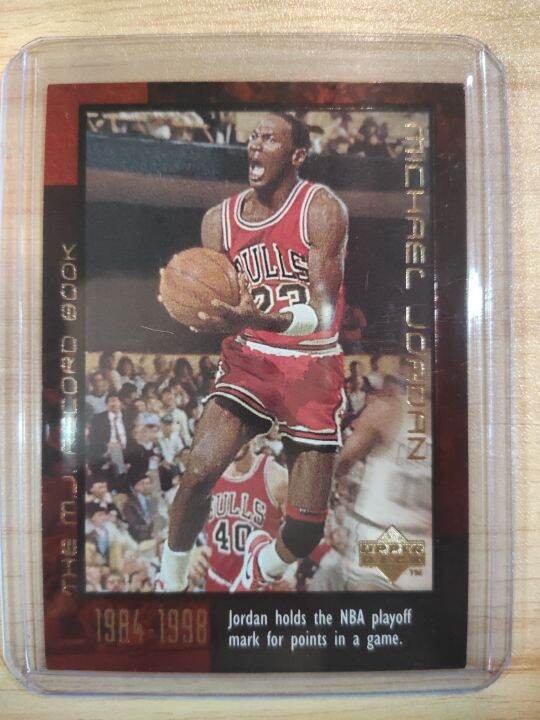 MICHAEL JORDAN
THE M.J. RECORD BOOK
BULLS
23
BULLS
40
UPPER
DECK
TM
1984-1998
Jordan holds the NBA playoff
mark for points in a game.